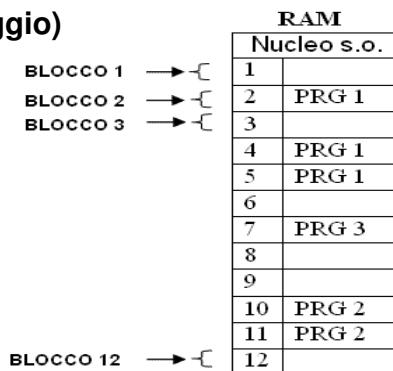 ggio)
RAM
Nucleo s.o.
BLOCCO 1 1
BLOCCO 2 2 PRG 1
BLOCCO 3 3
4 PRG 1
5 PRG 1
6
7 PRG 3
8
9
10 PRG 2
11 PRG 2
BLOCCO 12 12